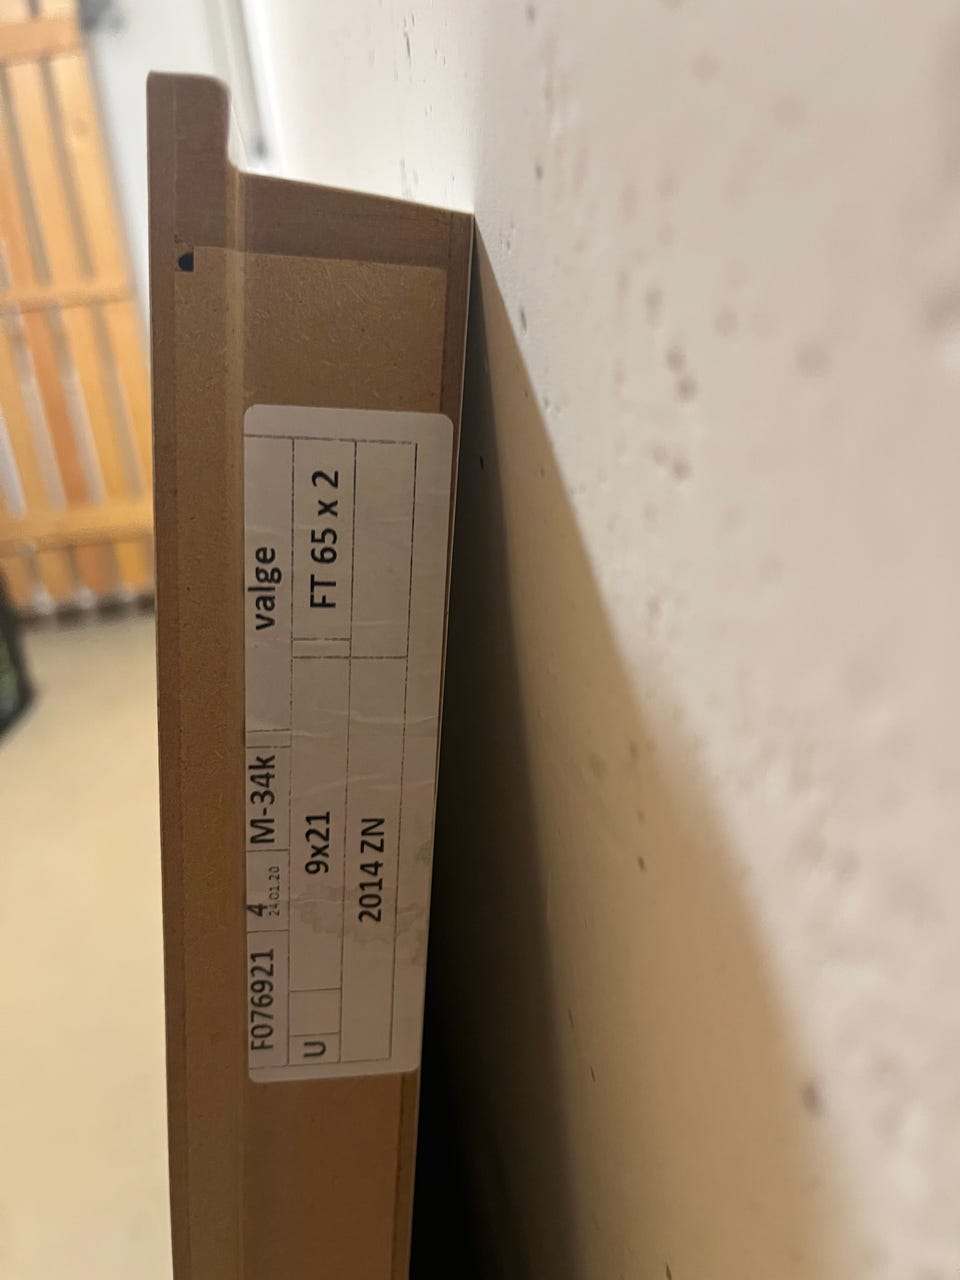 F076921 4 M-34k valge
24.01.20
U 9x21 FT 65 x 2
2014 ZN